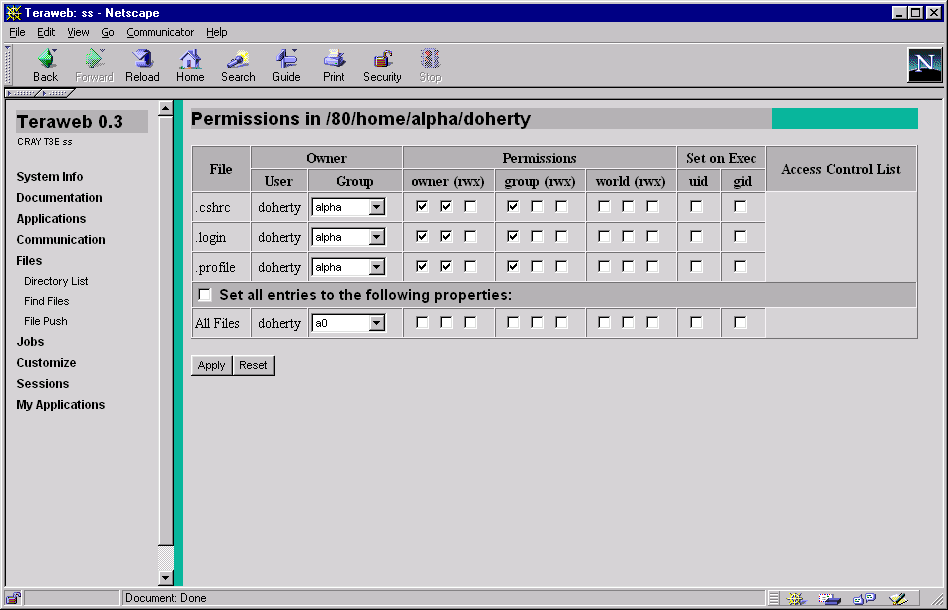 Teraweb: ss - Netscape
File Edit View Go Communicator Help
Back Forward Reload Home Search Guide Print Security Stop
N
Teraweb 0.3
CRAY T3E ss
System Info
Documentation
Applications
Communication
Files
Directory List
Find Files
File Push
Jobs
Customize
Sessions
My Applications
Permissions in /80/home/alpha/doherty
File Owner Permissions Set on Exec Access Control List
User Group owner (rwx) group (rwx) world (rwx) uid gid
.cshrc doherty alpha
.login doherty alpha
.profile doherty alpha
Set all entries to the following properties:
All Files doherty a0
Apply Reset
Document: Done